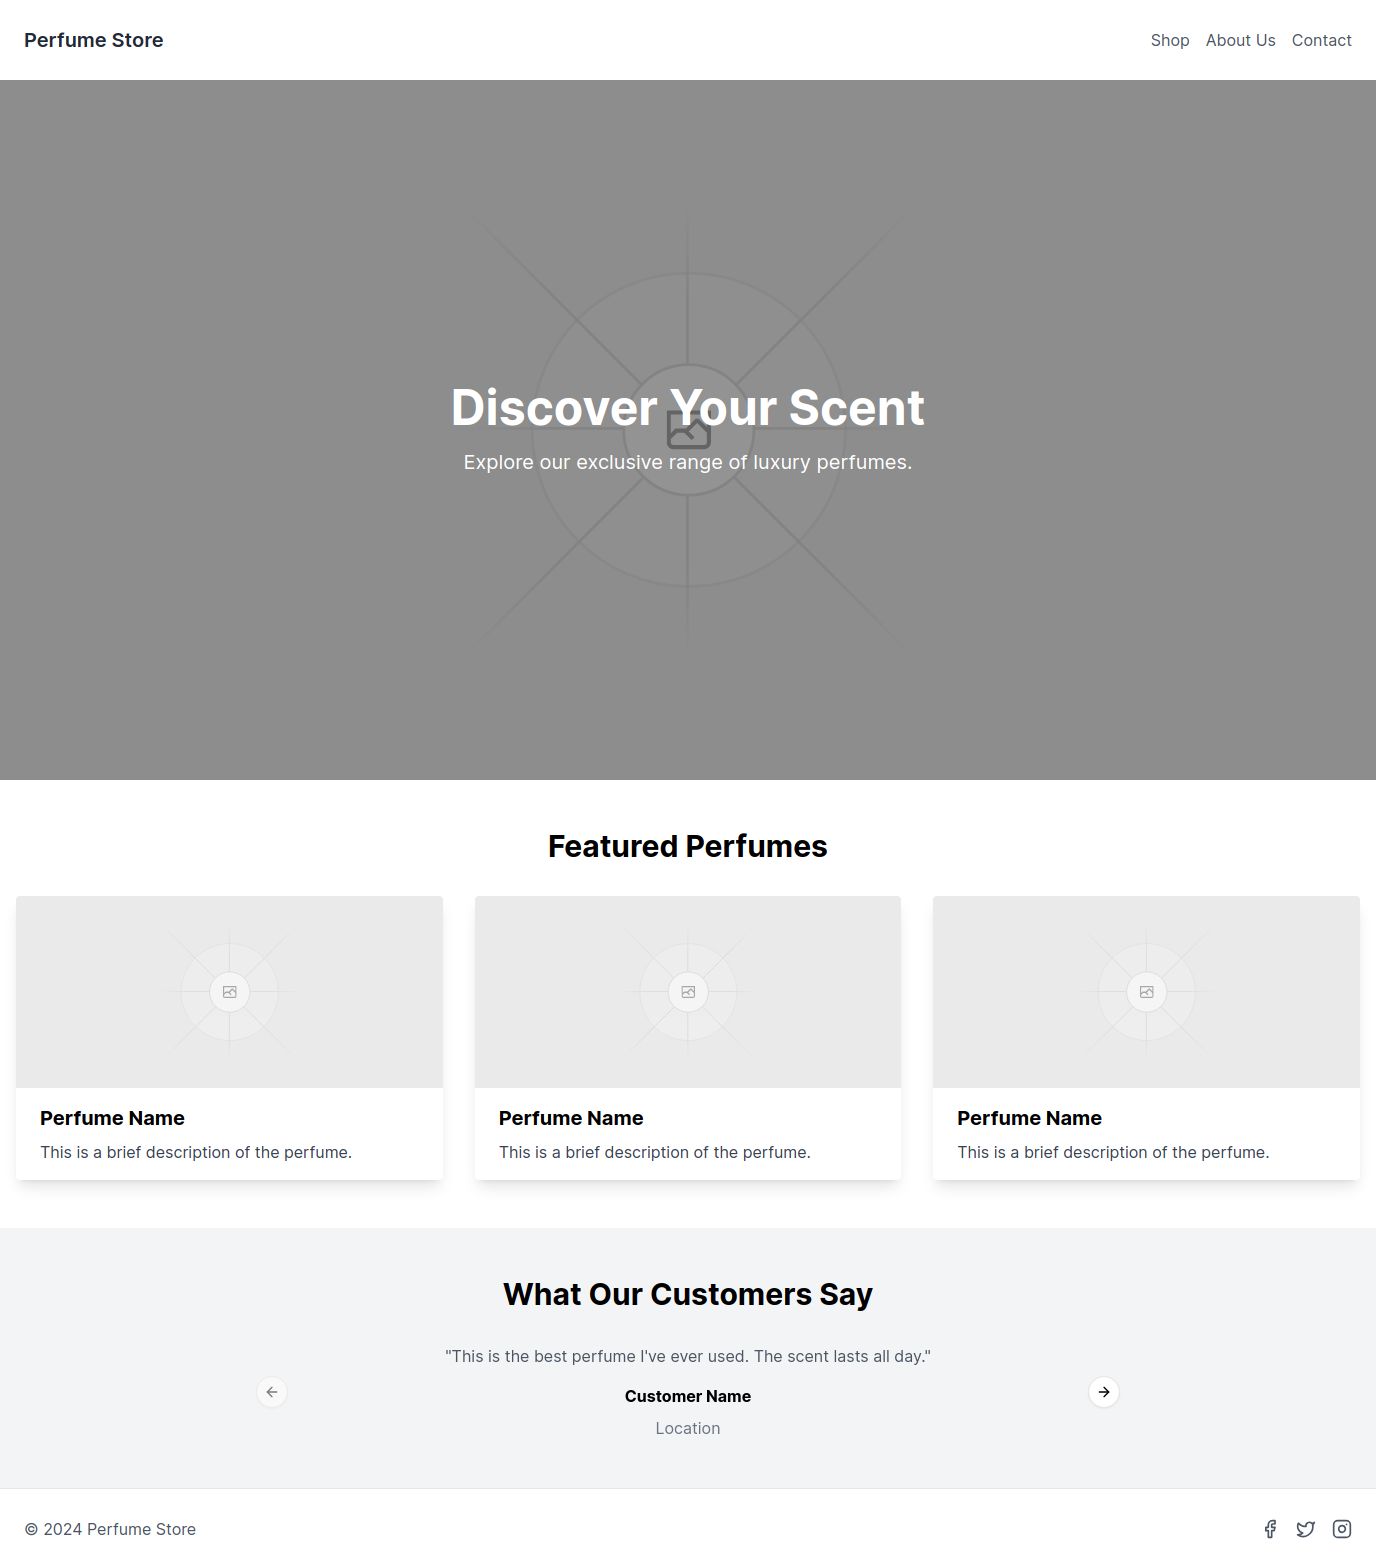 Perfume Store
Shop About Us Contact
Discover Your Scent
Explore our exclusive range of luxury perfumes.
Featured Perfumes
Perfume Name
This is a brief description of the perfume.
Perfume Name
This is a brief description of the perfume.
Perfume Name
This is a brief description of the perfume.
What Our Customers Say
"This is the best perfume I've ever used. The scent lasts all day."
Customer Name
Location
© 2024 Perfume Store